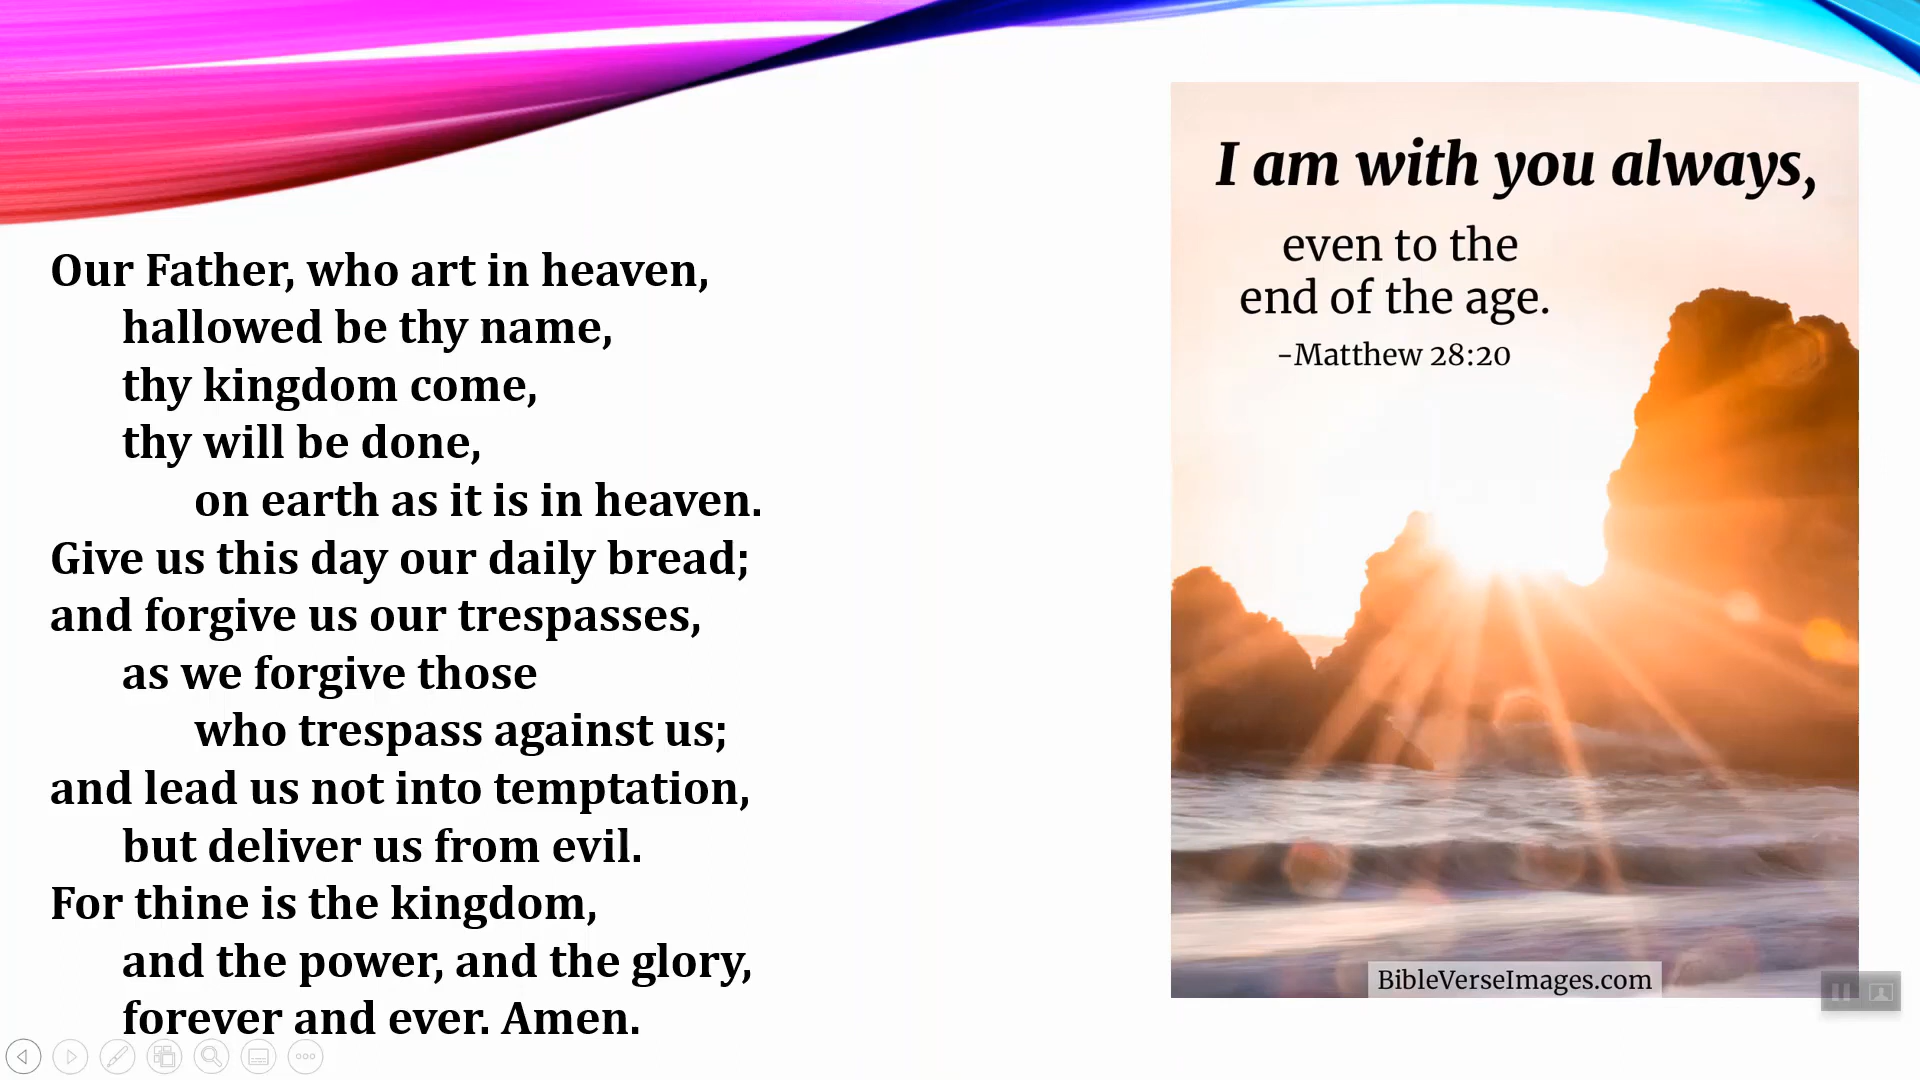 Our Father, who art in heaven,
hallowed be thy name,
thy kingdom come,
thy will be done,
on earth as it is in heaven.
Give us this day our daily bread;
and forgive us our trespasses,
as we forgive those
who trespass against us;
and lead us not into temptation,
but deliver us from evil.
For thine is the kingdom,
and the power, and the glory,
forever and ever. Amen.
I am with you always,
even to the
end of the age.
-Matthew 28:20
BibleVerseImages.com